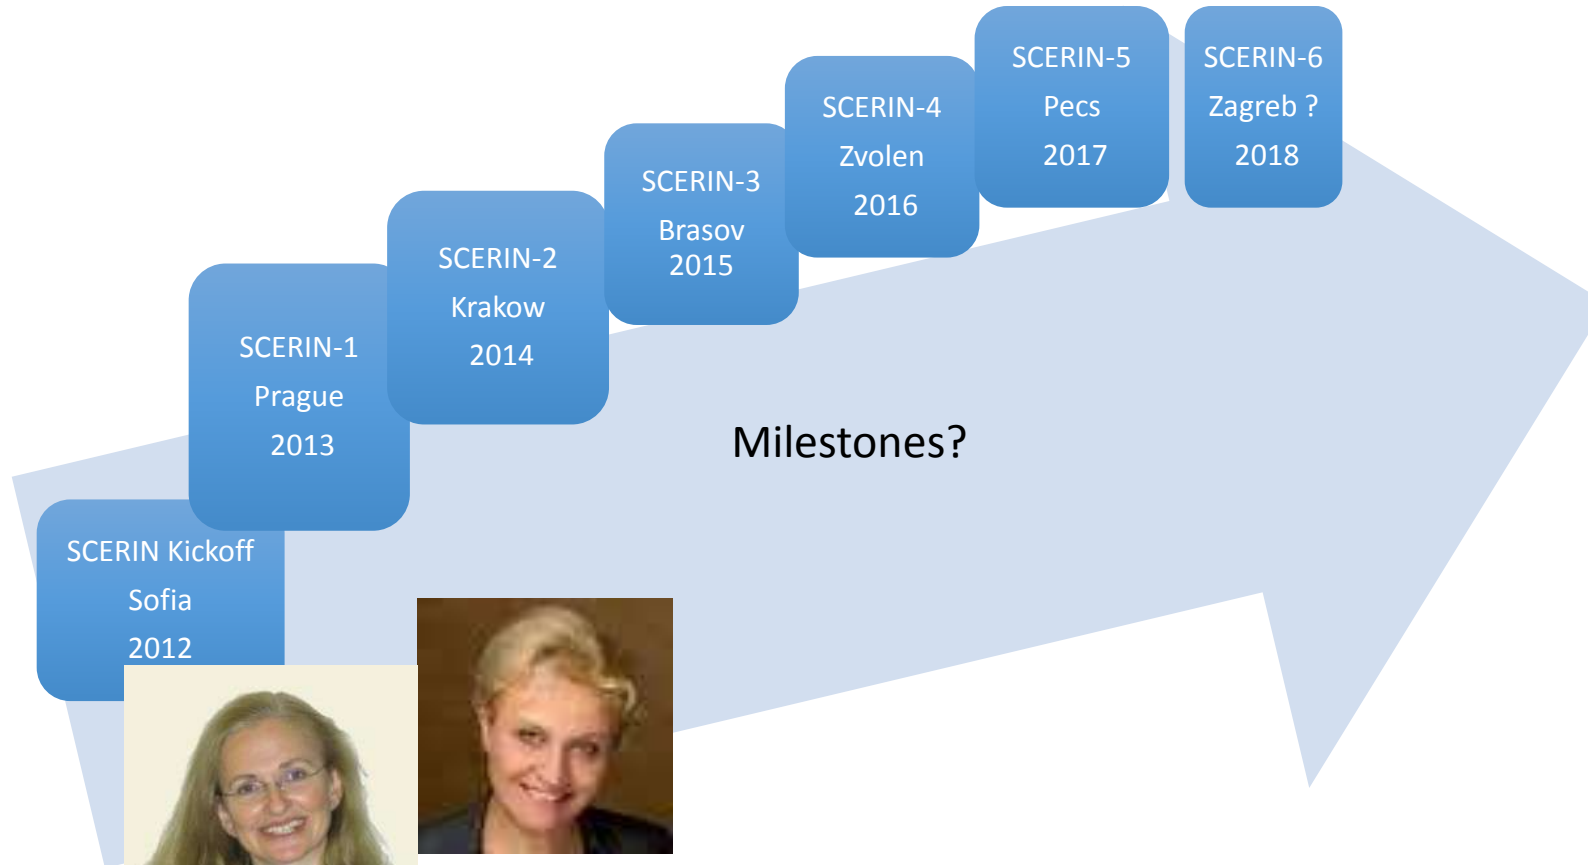 SCERIN Kickoff
Sofia
2012
SCERIN-1
Prague
2013
SCERIN-2
Krakow
2014
SCERIN-3
Brasov
2015
SCERIN-4
Zvolen
2016
SCERIN-5
Pecs
2017
SCERIN-6
Zagreb ?
2018
Milestones?